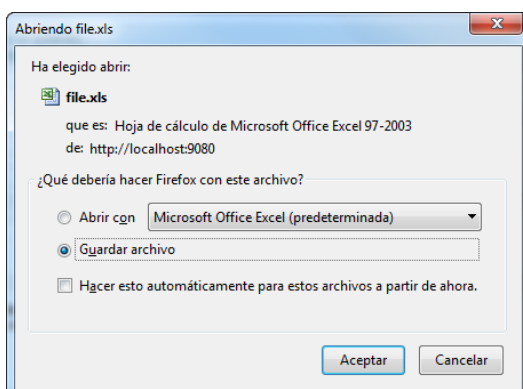 Abriendo file.xls
Ha elegido abrir:
file.xls
que es: Hoja de cálculo de Microsoft Office Excel 97-2003
de: http://localhost:9080
¿Qué debería hacer Firefox con este archivo?
Abrir con Microsoft Office Excel (predeterminada)
Guardar archivo
Hacer esto automáticamente para estos archivos a partir de ahora.
Aceptar Cancelar